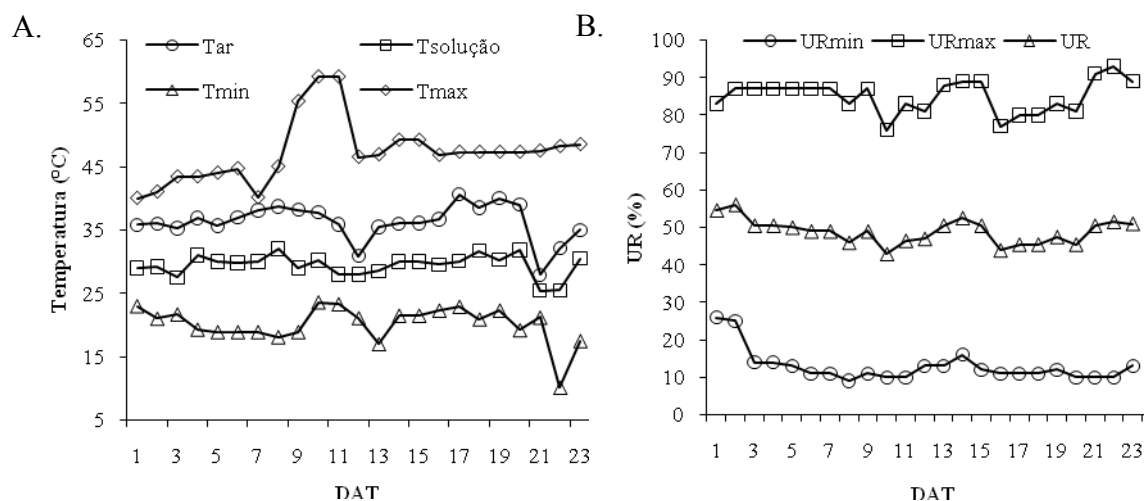 A.
Tar
Tsolução
Tmin
Tmax
Temperatura (ºC)
65
55
45
35
25
15
5
1 3 5 7 9 11 13 15 17 19 21 23
DAT
B.
URmin URmax UR
UR (%)
100
90
80
70
60
50
40
30
20
10
0
1 3 5 7 9 11 13 15 17 19 21 23
DAT